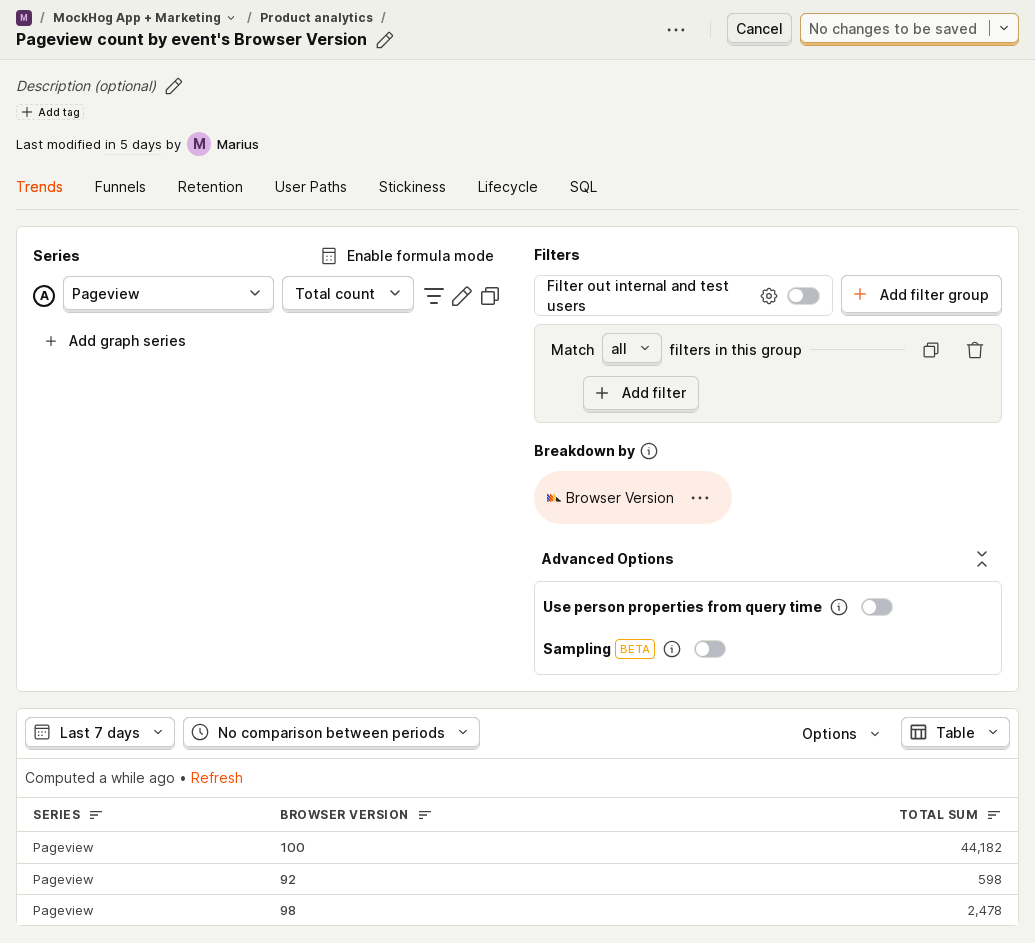 M / MockHog App + Marketing / Product analytics /
Pageview count by event's Browser Version
Cancel
No changes to be saved
Description (optional)
Add tag
Last modified in 5 days by M Marius
Trends Funnels Retention User Paths Stickiness Lifecycle SQL
Series
Enable formula mode
A Pageview Total count
Add graph series
Filters
Filter out internal and test
users
Add filter group
Match all filters in this group
Add filter
Breakdown by
Browser Version
Advanced Options
Use person properties from query time
Sampling BETA
Last 7 days No comparison between periods Options Table
Computed a while ago • Refresh
SERIES BROWSER VERSION TOTAL SUM
Pageview 100 44,182
Pageview 92 598
Pageview 98 2,478